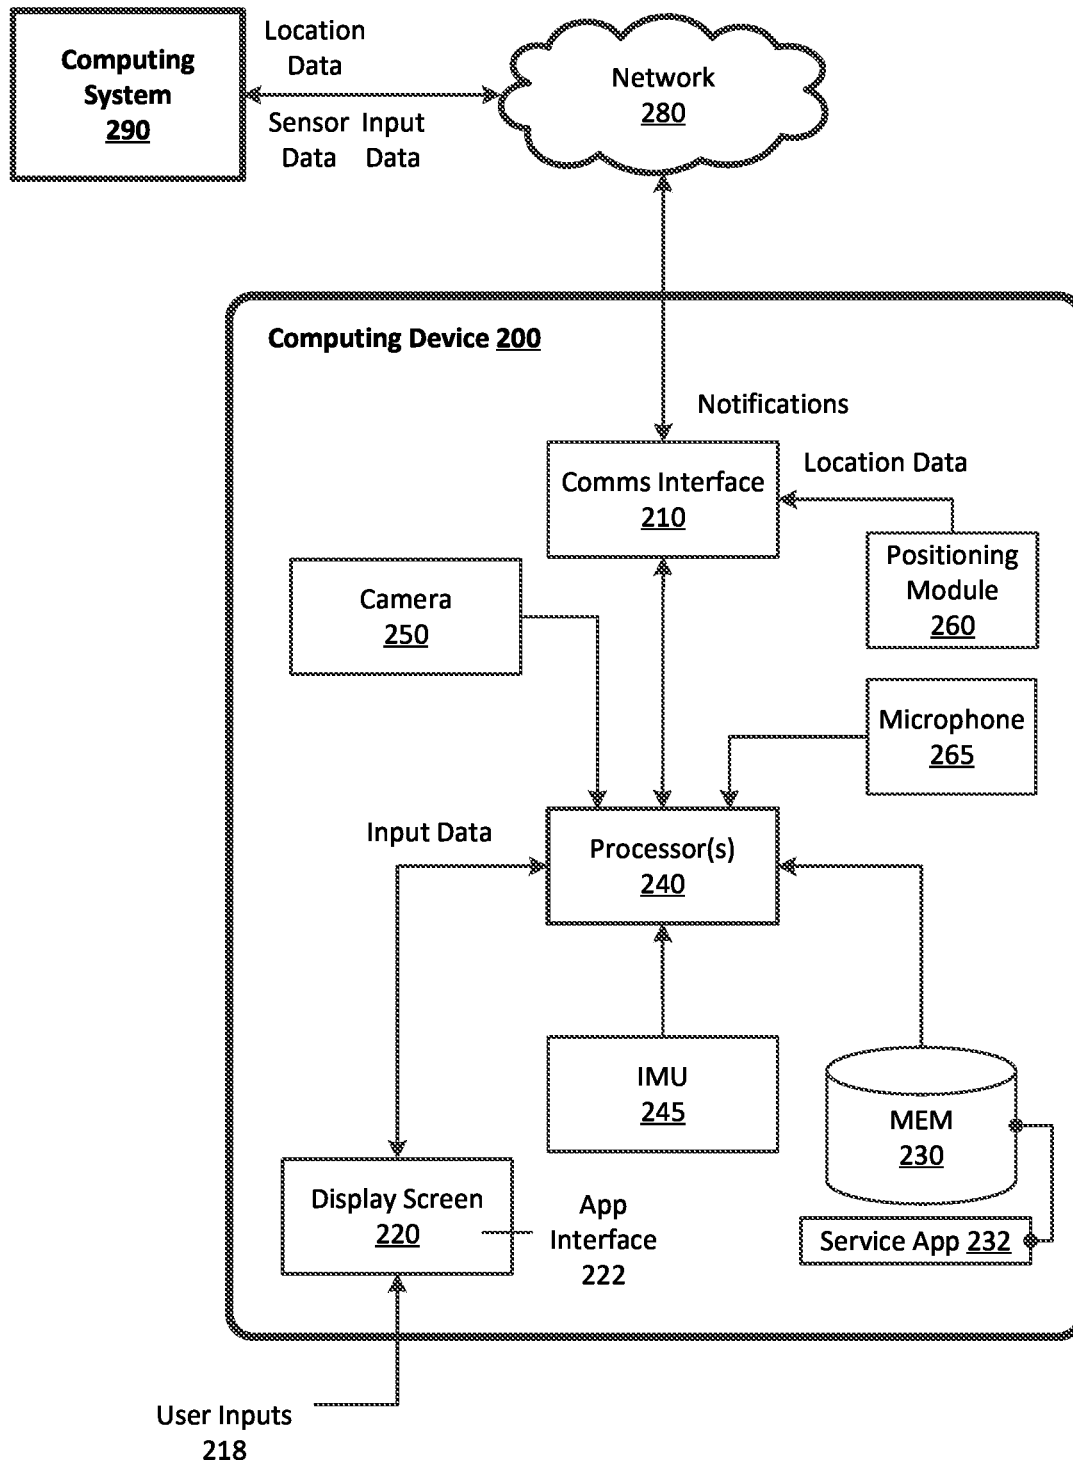 Computing
System
290
Location
Data
Sensor Input
Data Data
Network
280
Computing Device 200
Notifications
Comms Interface
210
Location Data
Positioning
Module
260
Camera
250
Microphone
265
Input Data
Processor(s)
240
IMU
245
MEM
230
Display Screen
220
App
Interface
222
Service App 232
User Inputs
218